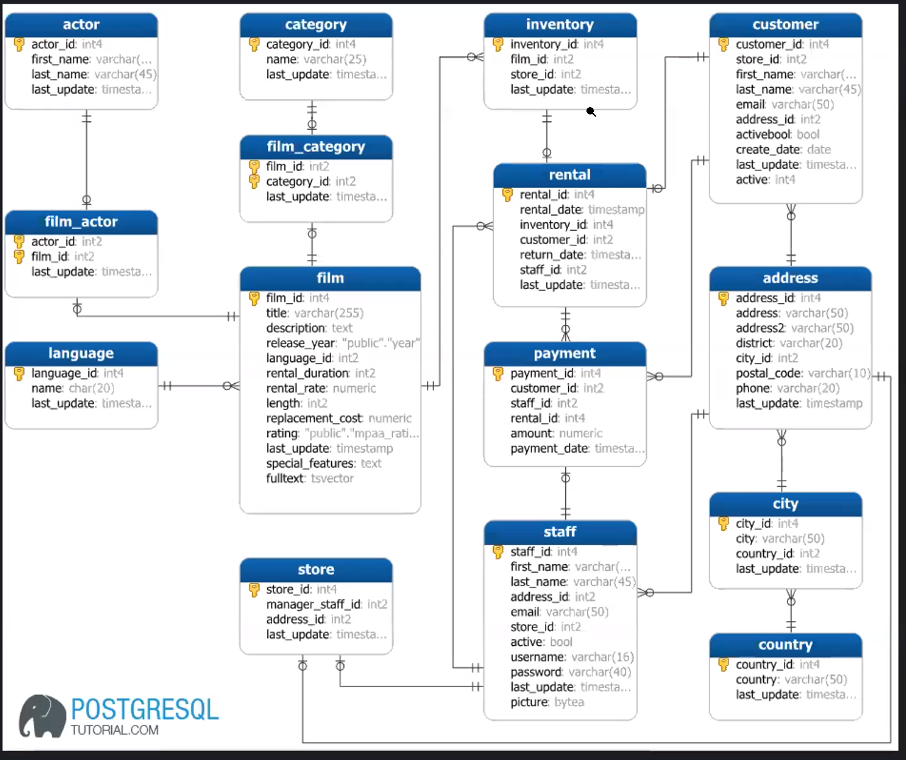 actor
actor_id: int4
first_name: varchar(...
last_name: varchar(45)
last_update: timesta...
category
category_id: int4
name: varchar(25)
last_update: timesta...
inventory
inventory_id: int4
film_id: int2
store_id: int2
last_update: timesta...
customer
customer_id: int4
store_id: int2
first_name: varchar(...
last_name: varchar(45)
email: varchar(50)
address_id: int2
activebool: bool
create_date: date
last_update: timesta...
active: int4
film_category
film_id: int2
category_id: int2
last_update: timesta...
rental
rental_id: int4
rental_date: timestamp
inventory_id: int4
customer_id: int2
return_date: timesta...
staff_id: int2
last_update: timesta...
film_actor
actor_id: int2
film_id: int2
last_update: timesta...
film
film_id: int4
title: varchar(255)
description: text
release_year: "public"."year"
language_id: int2
rental_duration: int2
rental_rate: numeric
length: int2
replacement_cost: numeric
rating: "public"."mpaa_rati...
last_update: timestamp
special_features: text
fulltext: tsvector
address
address_id: int4
address: varchar(50)
address2: varchar(50)
district: varchar(20)
city_id: int2
postal_code: varchar(10)
phone: varchar(20)
last_update: timestamp
language
language_id: int4
name: char(20)
last_update: timesta...
payment
payment_id: int4
customer_id: int2
staff_id: int2
rental_id: int4
amount: numeric
payment_date: timesta...
city
city_id: int4
city: varchar(50)
country_id: int2
last_update: timesta...
staff
staff_id: int4
first_name: varchar(...
last_name: varchar(45)
address_id: int2
email: varchar(50)
store_id: int2
active: bool
username: varchar(16)
password: varchar(40)
last_update: timesta...
picture: bytea
store
store_id: int4
manager_staff_id: int2
address_id: int2
last_update: timesta...
country
country_id: int4
country: varchar(50)
last_update: timesta...
POSTGRESQL
TUTORIAL.COM